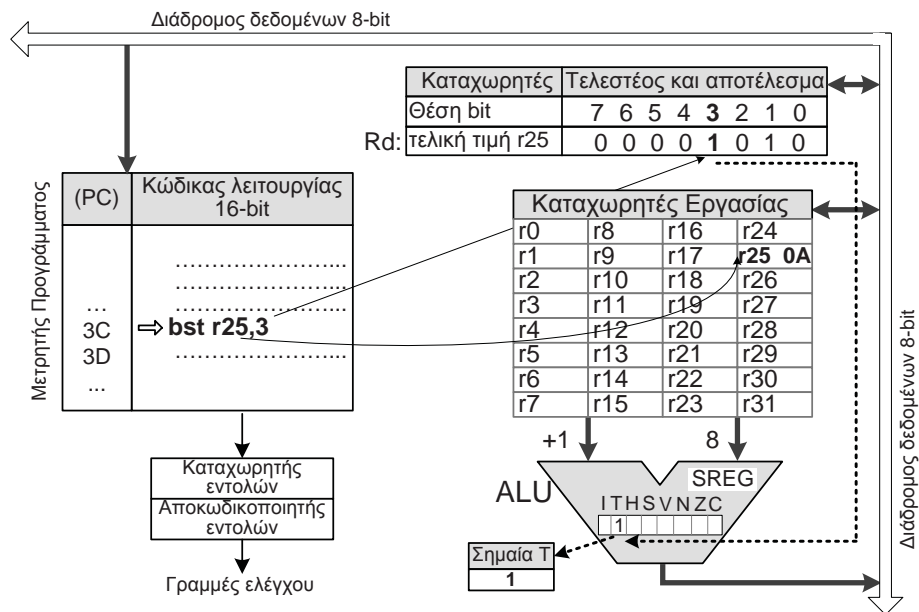 Διάδρομος δεδομένων 8-bit
Καταχωρητές Τελεστέος και αποτέλεσμα
Θέση bit 7 6 5 4 3 2 1 0
Rd: τελική τιμή r25 0 0 0 0 1 0 1 0
Μετρητής Προγράμματος
(PC) Κώδικας λειτουργίας
16-bit
.........................
.........................
... .........................
3C ⇨ bst r25,3
3D .........................
...
Καταχωρητές Εργασίας
r0 r8 r16 r24
r1 r9 r17 r25 0A
r2 r10 r18 r26
r3 r11 r19 r27
r4 r12 r20 r28
r5 r13 r21 r29
r6 r14 r22 r30
r7 r15 r23 r31
+1 8
ALU SREG
I T H S V N Z C
1
Σημαία T
1
Καταχωρητής
εντολών
Αποκωδικοποιητής
εντολών
Γραμμές ελέγχου
Διάδρομος δεδομένων 8-bit